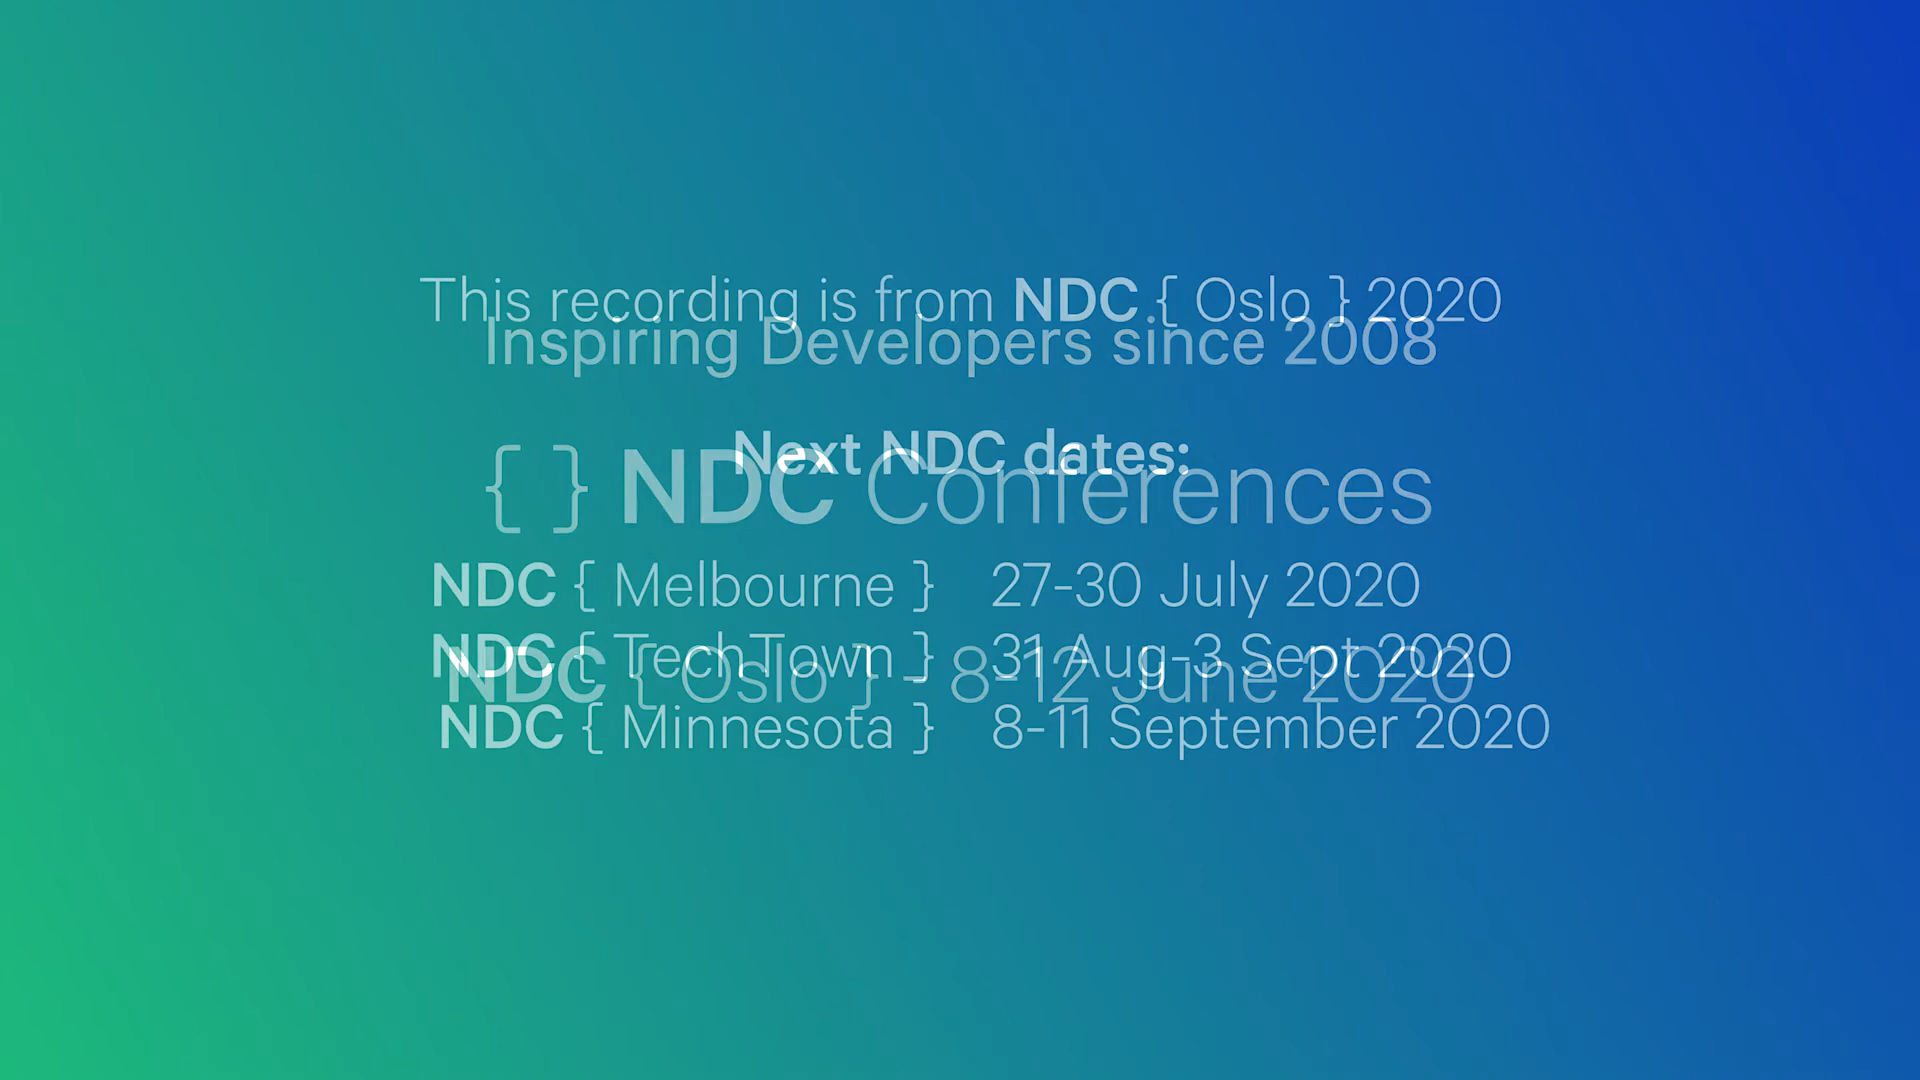 This recording is from NDC { Oslo } 2020
Inspiring Developers since 2008
Next NDC dates:
{ } NDC Conferences
NDC { Melbourne } 27-30 July 2020
NDC { TechTown } 31 Aug-3 Sept 2020
NDC { Oslo } - 8-12 June 2020
NDC { Minnesota } 8-11 September 2020